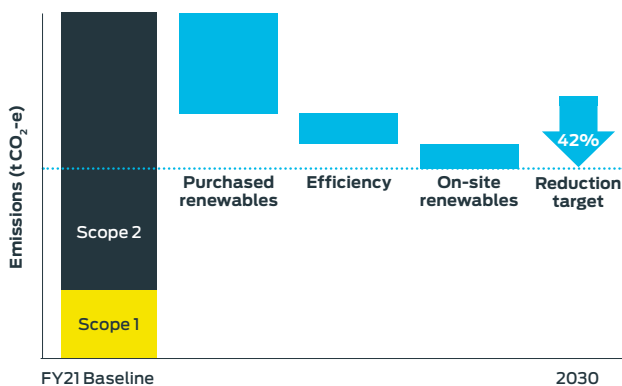 Emissions (t CO₂-e)
Scope 2
Scope 1
Purchased
renewables
Efficiency
On-site
renewables
42%
Reduction
target
FY21 Baseline
2030